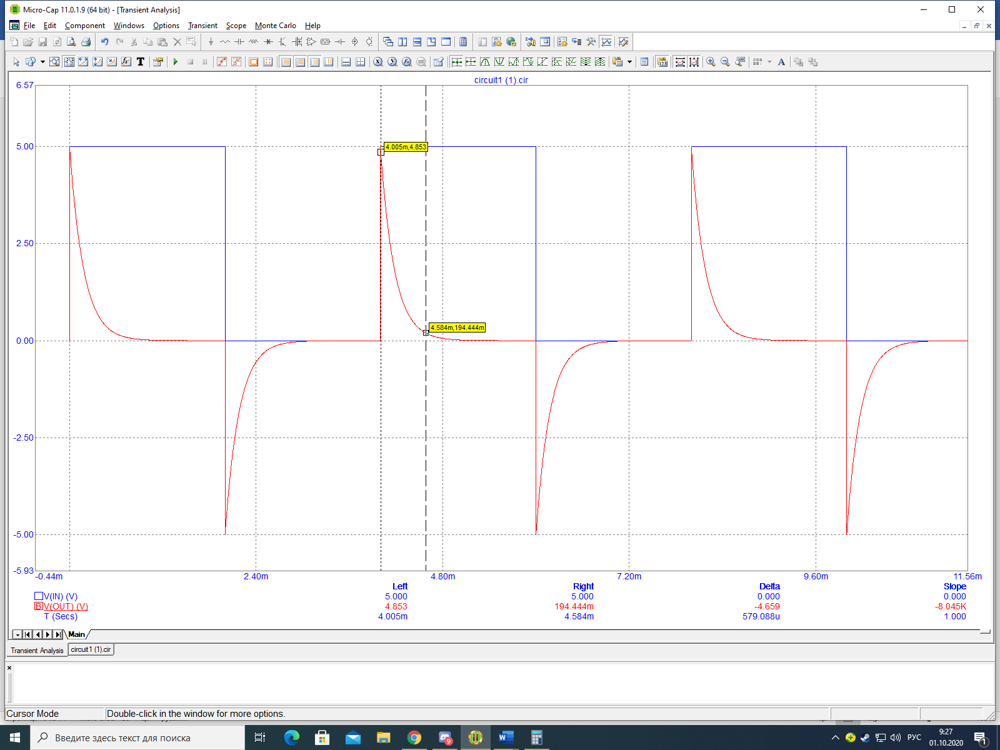 Micro-Cap 11.0.1.9 (64 bit) - [Transient Analysis]
File Edit Component Windows Options Transient Scope Monte Carlo Help
circuit1 (1).cir
6.57
5.00
2.50
0.00
-2.50
-5.00
-5.93
4.005m,4.853
4.584m,194.444m
-0.44m 2.40m 4.80m 7.20m 9.60m 11.56m
Left Right Delta Slope
V(IN) (V) 5.000 5.000 0.000 0.000
B V(OUT) (V) 4.853 194.444m -4.659 -8.045K
T (Secs) 4.005m 4.584m 579.088u 1.000
Main
Transient Analysis circuit1 (1).cir
Cursor Mode Double-click in the window for more options.
Введите здесь текст для поиска
9
РУС
9:27
01.10.2020
1